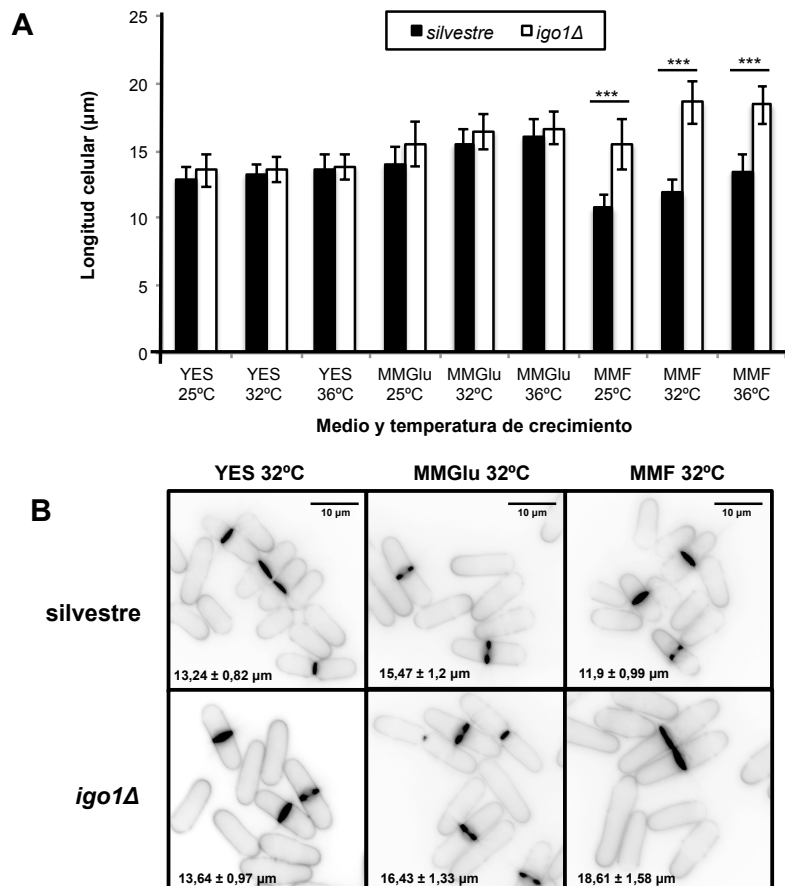 A
silvestre igo1Δ
25
20
15
10
5
0
Longitud celular (µm)
*** *** ***
YES YES YES MMGlu MMGlu MMGlu MMF MMF MMF
25ºC 32ºC 36ºC 25ºC 32ºC 36ºC 25ºC 32ºC 36ºC
Medio y temperatura de crecimiento
B
YES 32ºC MMGlu 32ºC MMF 32ºC
10 µm 10 µm 10 µm
silvestre
13,24 ± 0,82 µm 15,47 ± 1,2 µm 11,9 ± 0,99 µm
igo1Δ
13,64 ± 0,97 µm 16,43 ± 1,33 µm 18,61 ± 1,58 µm